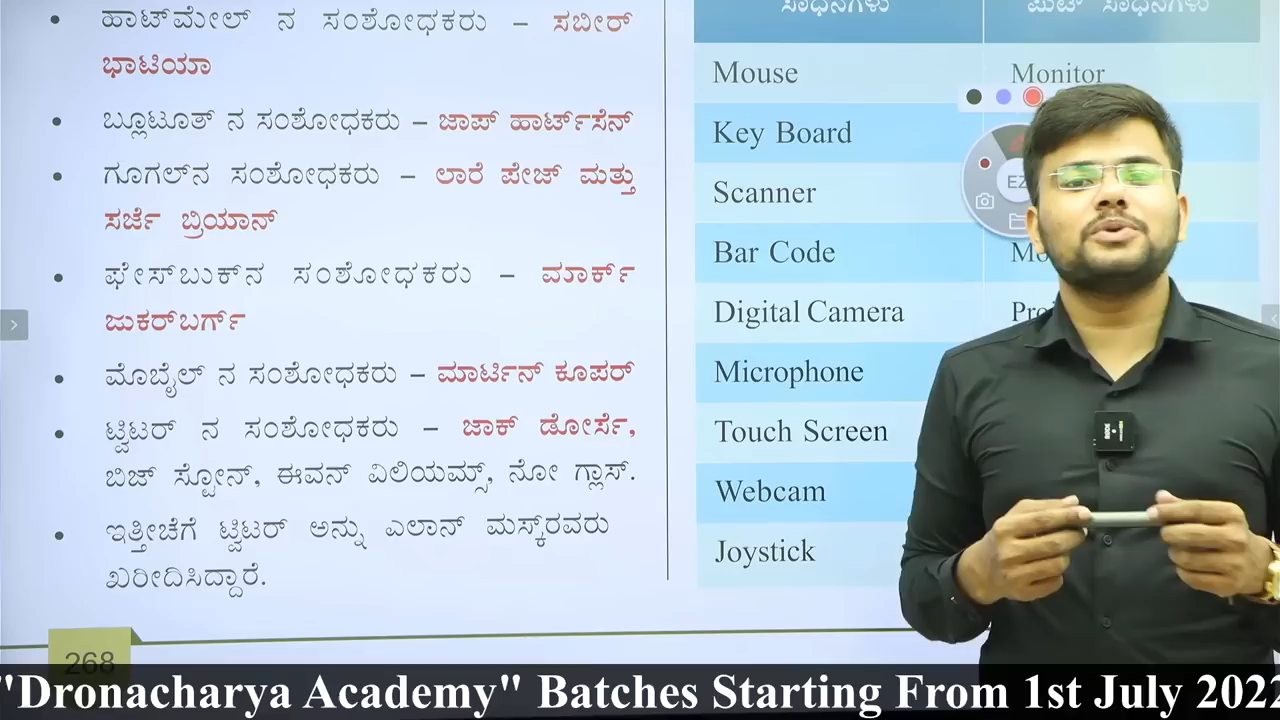 • ಹಾಟ್‌ಮೇಲ್ ನ ಸಂಶೋಧಕರು – ಸಬೀರ್
ಭಾಟಿಯಾ
• ಬ್ಲೂಟೂತ್ ನ ಸಂಶೋಧಕರು – ಜಾಪ್ ಹಾರ್ಟ್‌ಸೆನ್
• ಗೂಗಲ್‌ನ ಸಂಶೋಧಕರು – ಲಾರೆ ಪೇಜ್ ಮತ್ತು
ಸರ್ಜೆ ಬ್ರಿಯಾನ್
• ಫೇಸ್‌ಬುಕ್‌ನ ಸಂಶೋಧಕರು – ಮಾರ್ಕ್
ಜುಕರ್‌ಬರ್ಗ್
• ಮೊಬೈಲ್ ನ ಸಂಶೋಧಕರು – ಮಾರ್ಟಿನ್ ಕೂಪರ್
• ಟ್ವಿಟರ್ ನ ಸಂಶೋಧಕರು – ಜಾಕ್ ಡೋರ್ಸೆ,
ಬಿಜ್ ಸ್ಟೋನ್, ಈವನ್ ವಿಲಿಯಮ್ಸ್, ನೋ ಗ್ಲಾಸ್.
• ಇತ್ತೀಚೆಗೆ ಟ್ವಿಟರ್ ಅನ್ನು ಎಲಾನ್ ಮಸ್ಕ್‌ರವರು
ಖರೀದಿಸಿದ್ದಾರೆ.
268
ಸಾಧನಗಳು ಸಾಧನಗಳು
Mouse Monitor
Key Board
Scanner
Bar Code
Digital Camera
Microphone
Touch Screen
Webcam
Joystick
"Dronacharya Academy" Batches Starting From 1st July 2022